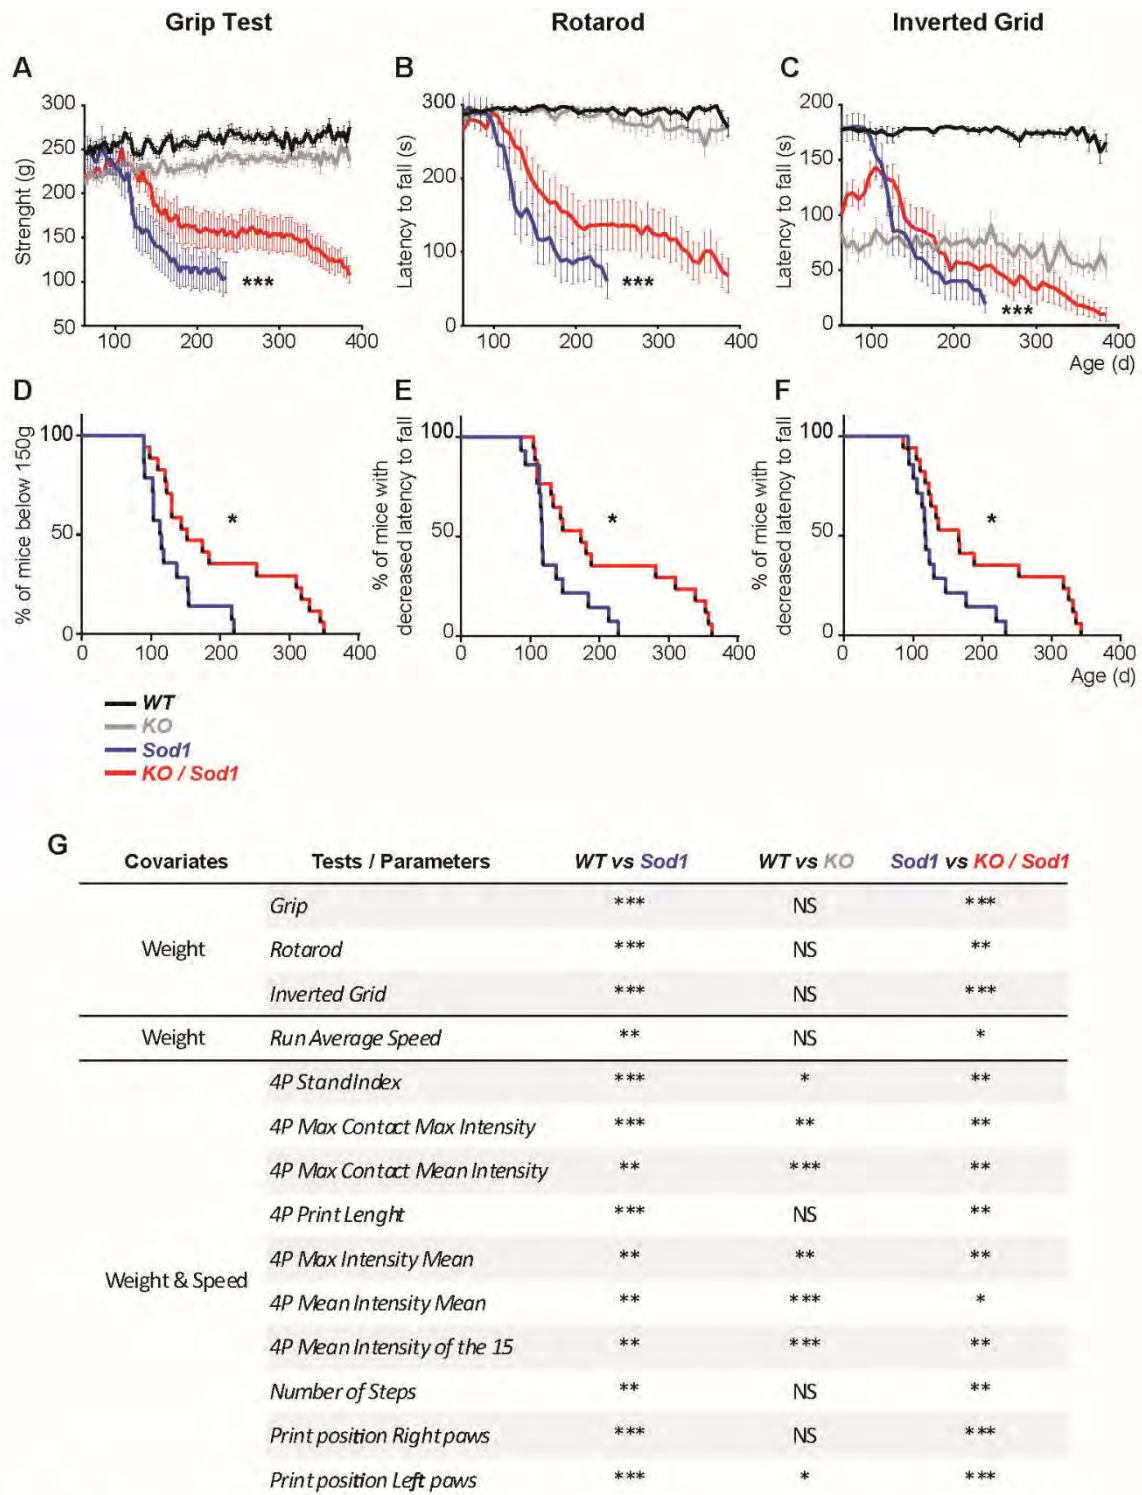 Grip Test Rotarod Inverted Grid
A B C
Strenght (g)
300
250
200
150
100
50
***
100 200 300 400
Latency to fall (s)
300
200
100
0
***
100 200 300 400
Latency to fall (s)
200
150
100
50
0
***
100 200 300 400
Age (d)
D E F
% of mice below 150g
100
50
0
*
0 100 200 300 400
% of mice with
decreased latency to fall
100
50
0
*
0 100 200 300 400
% of mice with
decreased latency to fall
100
50
0
*
0 100 200 300 400
Age (d)
WT
KO
Sod1
KO / Sod1
G
Covariates Tests / Parameters WT vs Sod1 WT vs KO Sod1 vs KO / Sod1
Grip *** NS ***
Weight Rotarod *** NS **
Inverted Grid *** NS ***
Weight Run Average Speed ** NS *
4P StandIndex *** * **
4P Max Contact Max Intensity *** ** **
4P Max Contact Mean Intensity ** *** **
4P Print Lenght *** NS **
4P Max Intensity Mean ** ** **
Weight & Speed
4P Mean Intensity Mean ** *** *
4P Mean Intensity of the 15 ** *** **
Number of Steps ** NS **
Print position Right paws *** NS ***
Print position Left paws *** * ***